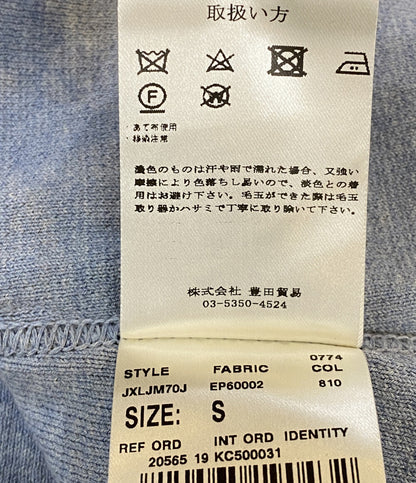 取扱い方
F
W
・あて布使用
・移染注意
濃色のものは汗や雨で濡れた場合、又強い
摩擦により色落ちし易いので、淡色との着
用はお避け下さい。毛玉ができた際は毛玉
取り器かハサミで丁寧に取り除いて下さい。
株式会社 豊田貿易
03-5350-4524
0774
STYLE FABRIC COL
JXLJM70J EP60002 810
SIZE: S
REF ORD INT ORD IDENTITY
20565 19 KC500031